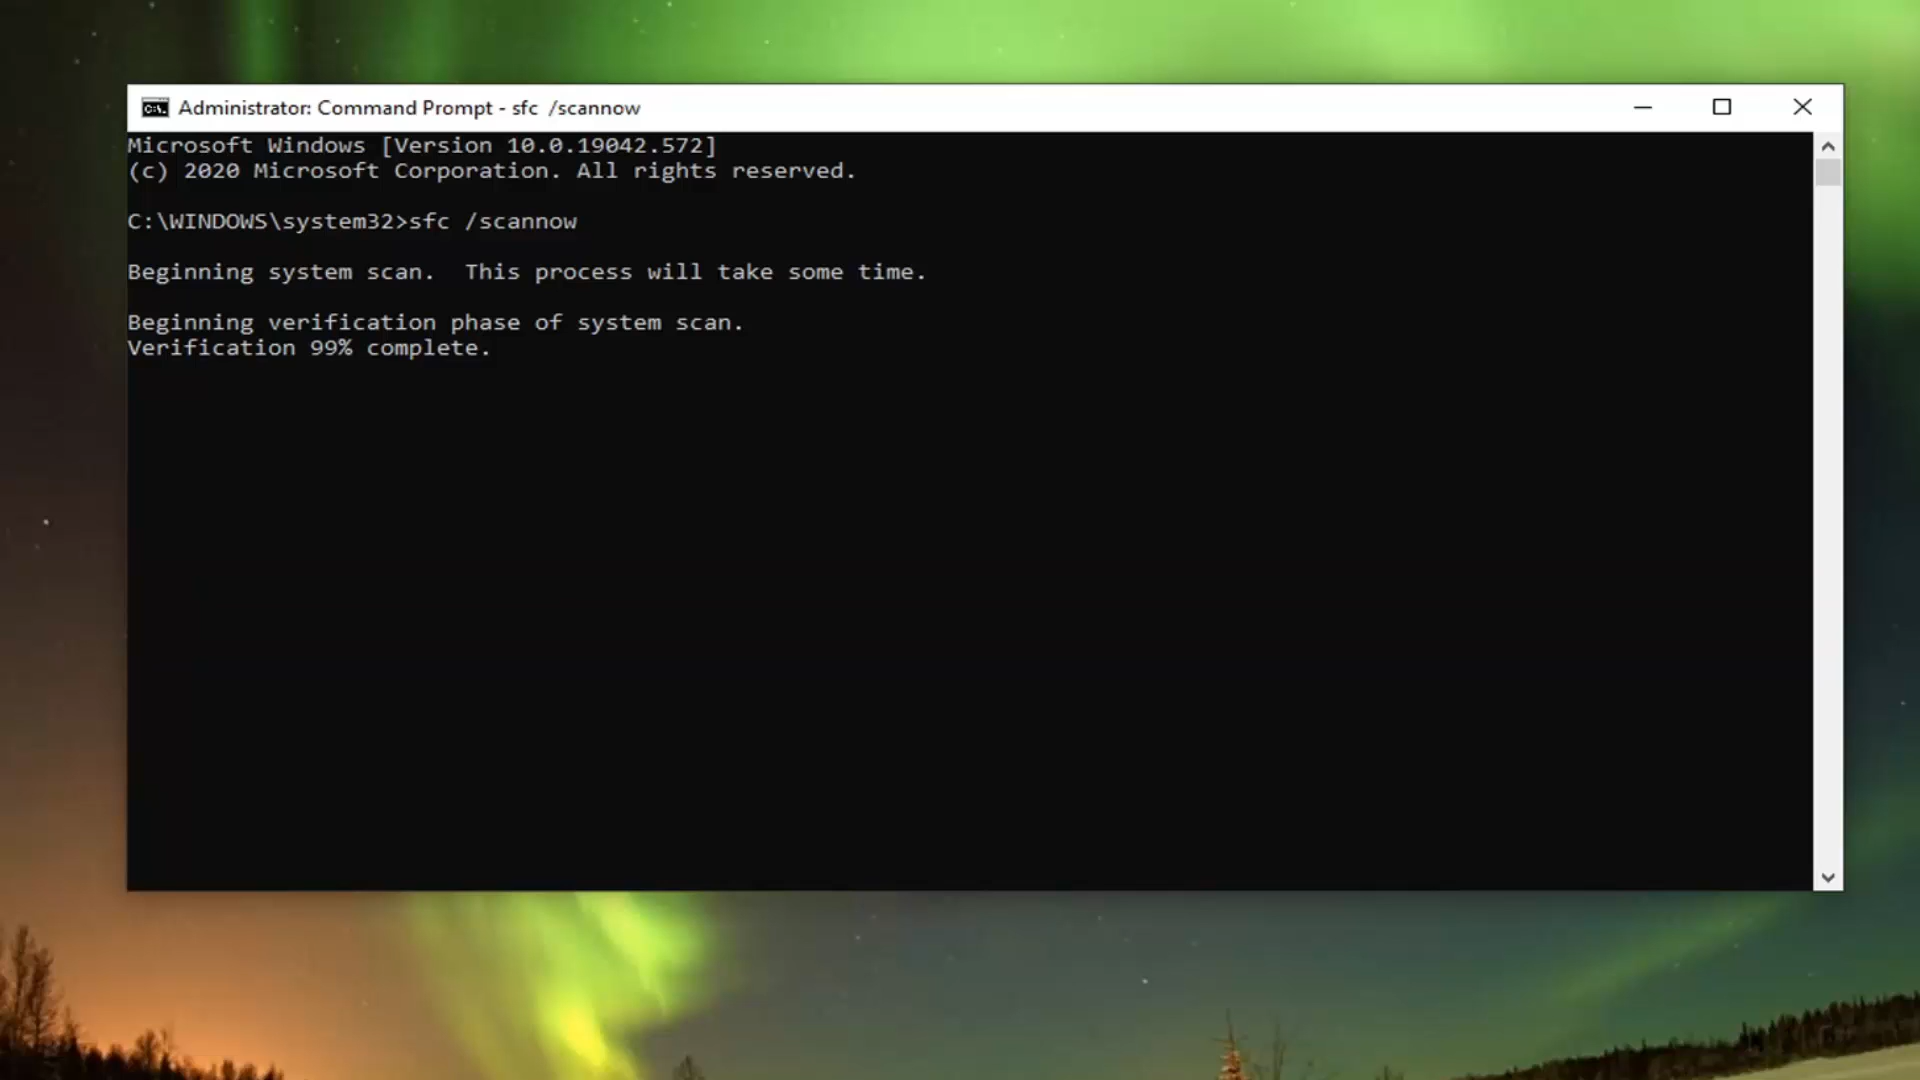 Administrator: Command Prompt - sfc  /scannow
Microsoft Windows [Version 10.0.19042.572]
(c) 2020 Microsoft Corporation. All rights reserved.
C:\WINDOWS\system32>sfc /scannow
Beginning system scan.  This process will take some time.
Beginning verification phase of system scan.
Verification 99% complete.